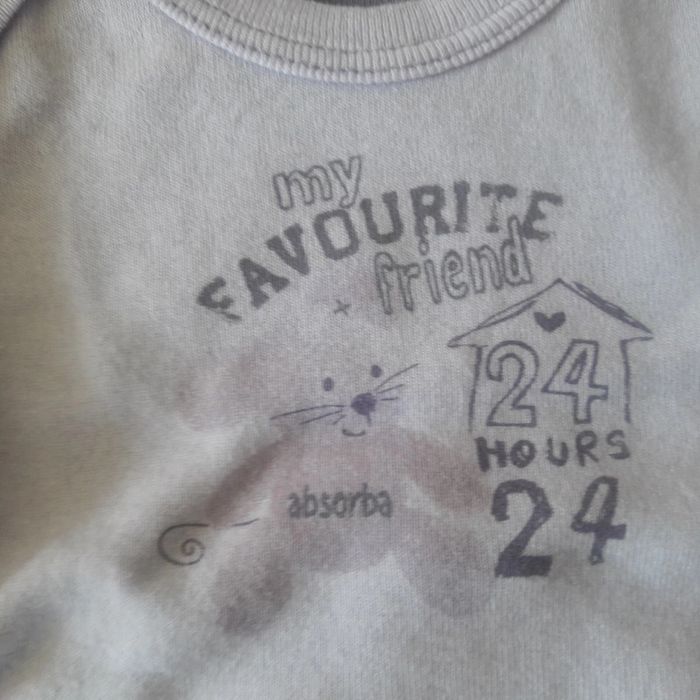 my
FAVOURITE
friend
24
HOURS
24
absorba